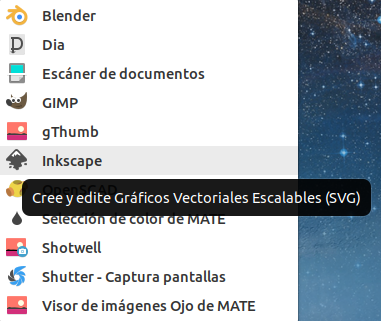 Blender
Dia
Escáner de documentos
GIMP
gThumb
Inkscape
OpenSCAD
Cree y edite Gráficos Vectoriales Escalables (SVG)
Selección de color de MATE
Shotwell
Shutter - Captura pantallas
Visor de imágenes Ojo de MATE